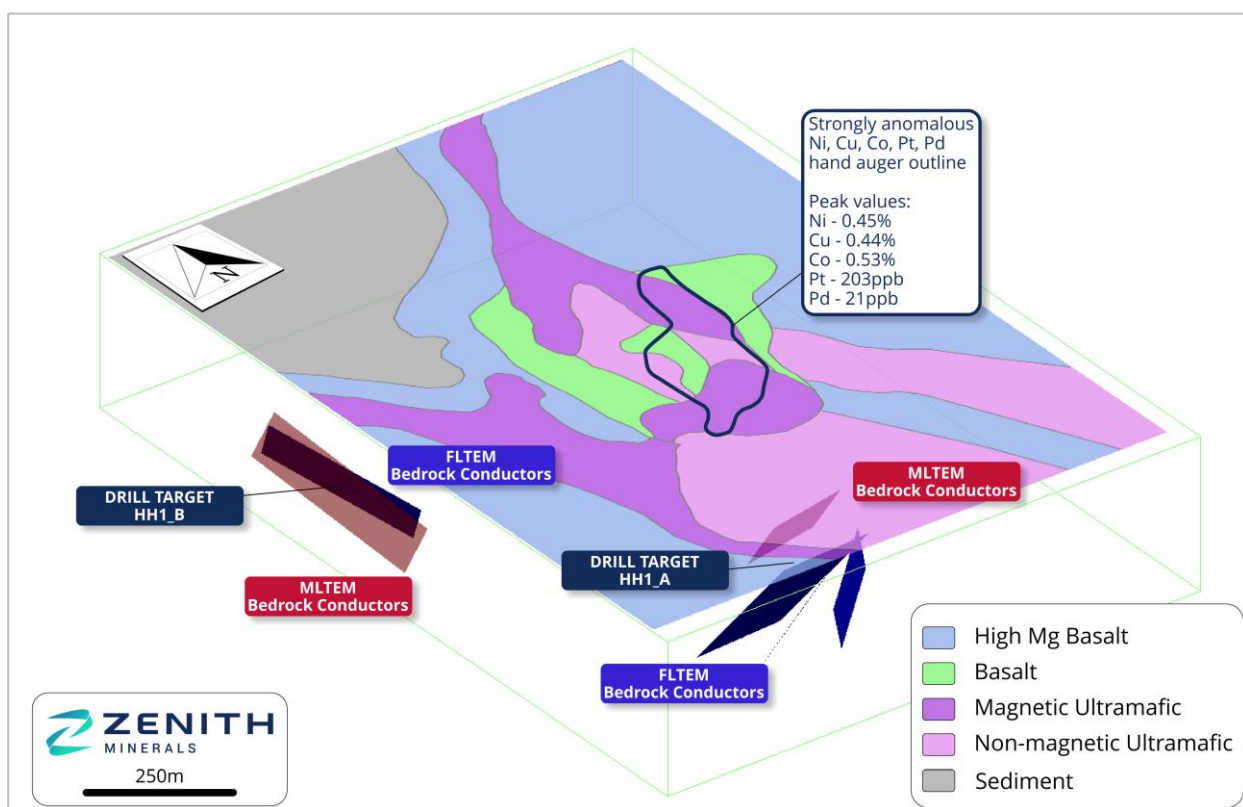 Strongly anomalous
Ni, Cu, Co, Pt, Pd
hand auger outline
Peak values:
Ni - 0.45%
Cu - 0.44%
Co - 0.53%
Pt - 203ppb
Pd - 21ppb
N
FLTEM
Bedrock Conductors
MLTEM
Bedrock Conductors
DRILL TARGET
HH1_B
DRILL TARGET
HH1_A
MLTEM
Bedrock Conductors
FLTEM
Bedrock Conductors
High Mg Basalt
Basalt
Magnetic Ultramafic
Non-magnetic Ultramafic
Sediment
ZENITH
MINERALS
250m